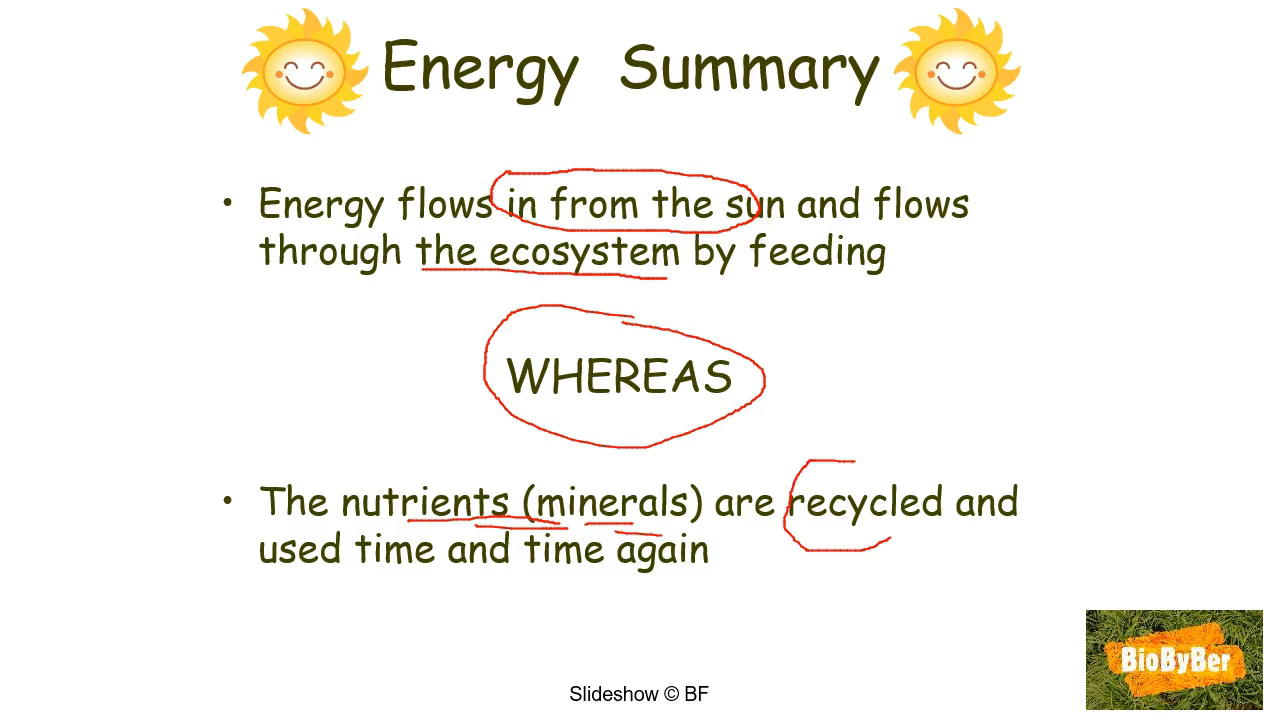 Energy Summary
• Energy flows in from the sun and flows
through the ecosystem by feeding
WHEREAS
• The nutrients (minerals) are recycled and
used time and time again
BioByBer
Slideshow © BF